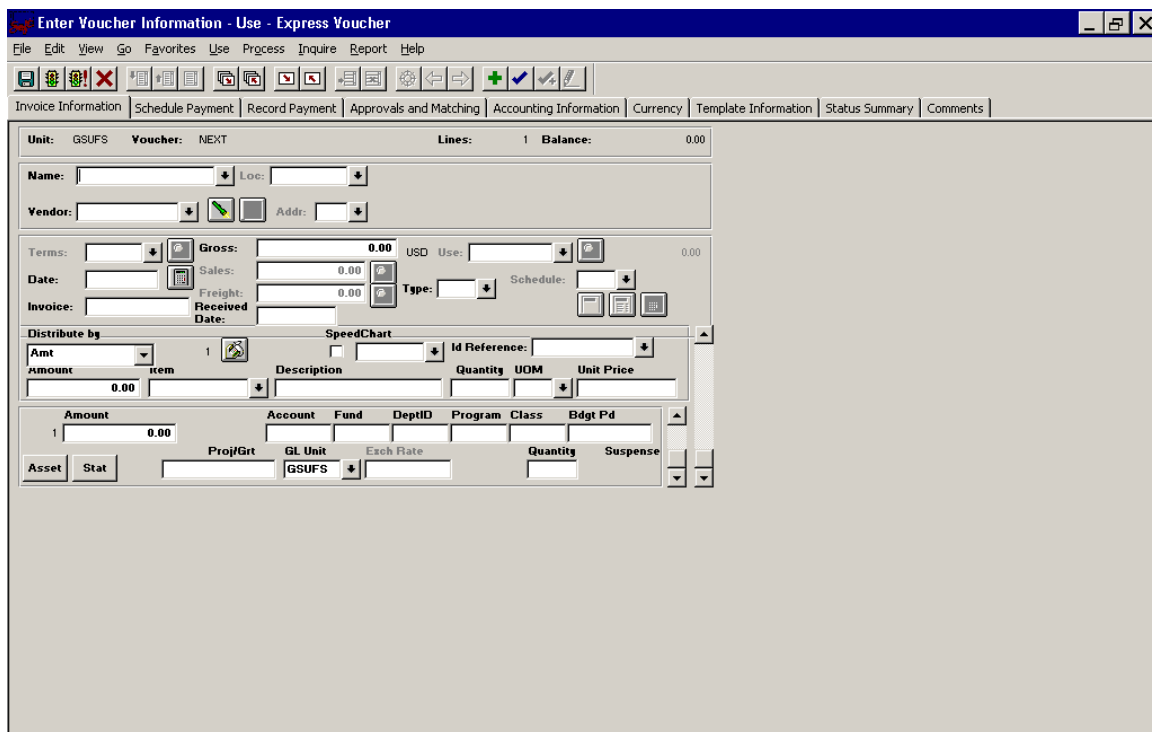 Enter Voucher Information - Use - Express Voucher
File Edit View Go Favorites Use Process Inquire Report Help
Invoice Information Schedule Payment Record Payment Approvals and Matching Accounting Information Currency Template Information Status Summary Comments
Unit: GSUFS Voucher: NEXT Lines: 1 Balance: 0.00
Name: Loc:
Vendor: Addr:
Terms: Gross: 0.00 USD Use: 0.00
Date: Sales: 0.00 Type: Schedule:
Freight: 0.00
Invoice: Received
Date:
Distribute by SpeedChart
Amt 1 Id Reference:
Amount Item Description Quantity UOM Unit Price
0.00
Amount Account Fund DeptID Program Class Bdgt Pd
1 0.00
Proj/Grt GL Unit Exch Rate Quantity Suspense
Asset Stat GSUFS